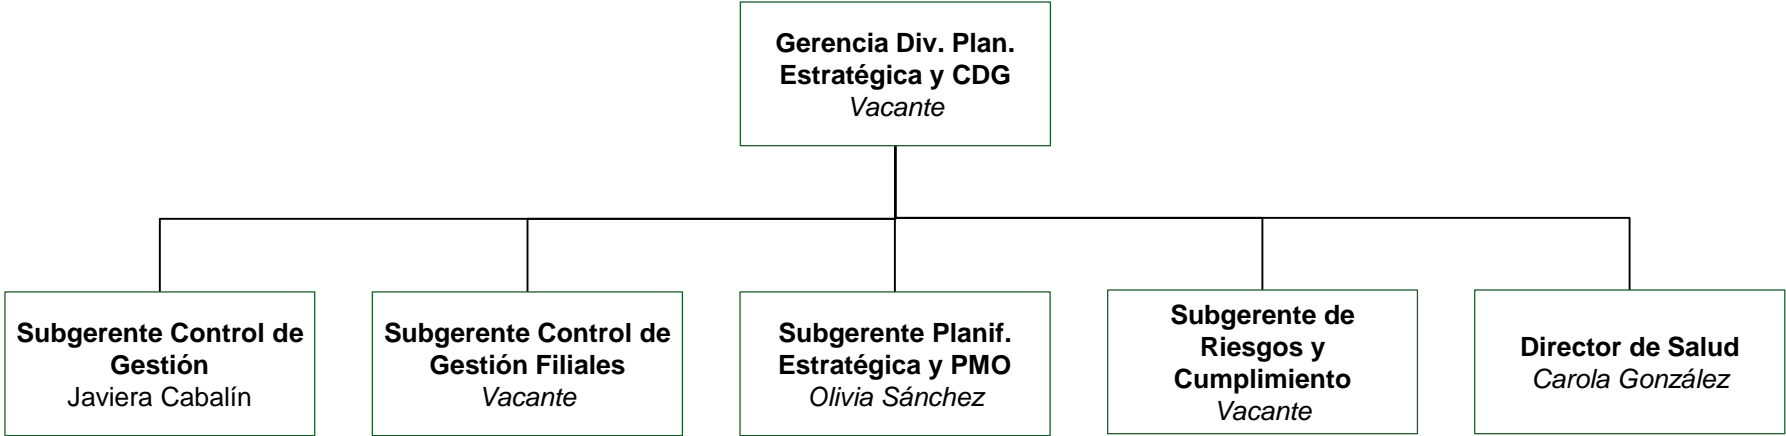 Gerencia Div. Plan.
Estratégica y CDG
Vacante
Subgerente Control de
Gestión
Javiera Cabalín
Subgerente Control de
Gestión Filiales
Vacante
Subgerente Planif.
Estratégica y PMO
Olivia Sánchez
Subgerente de
Riesgos y
Cumplimiento
Vacante
Director de Salud
Carola González